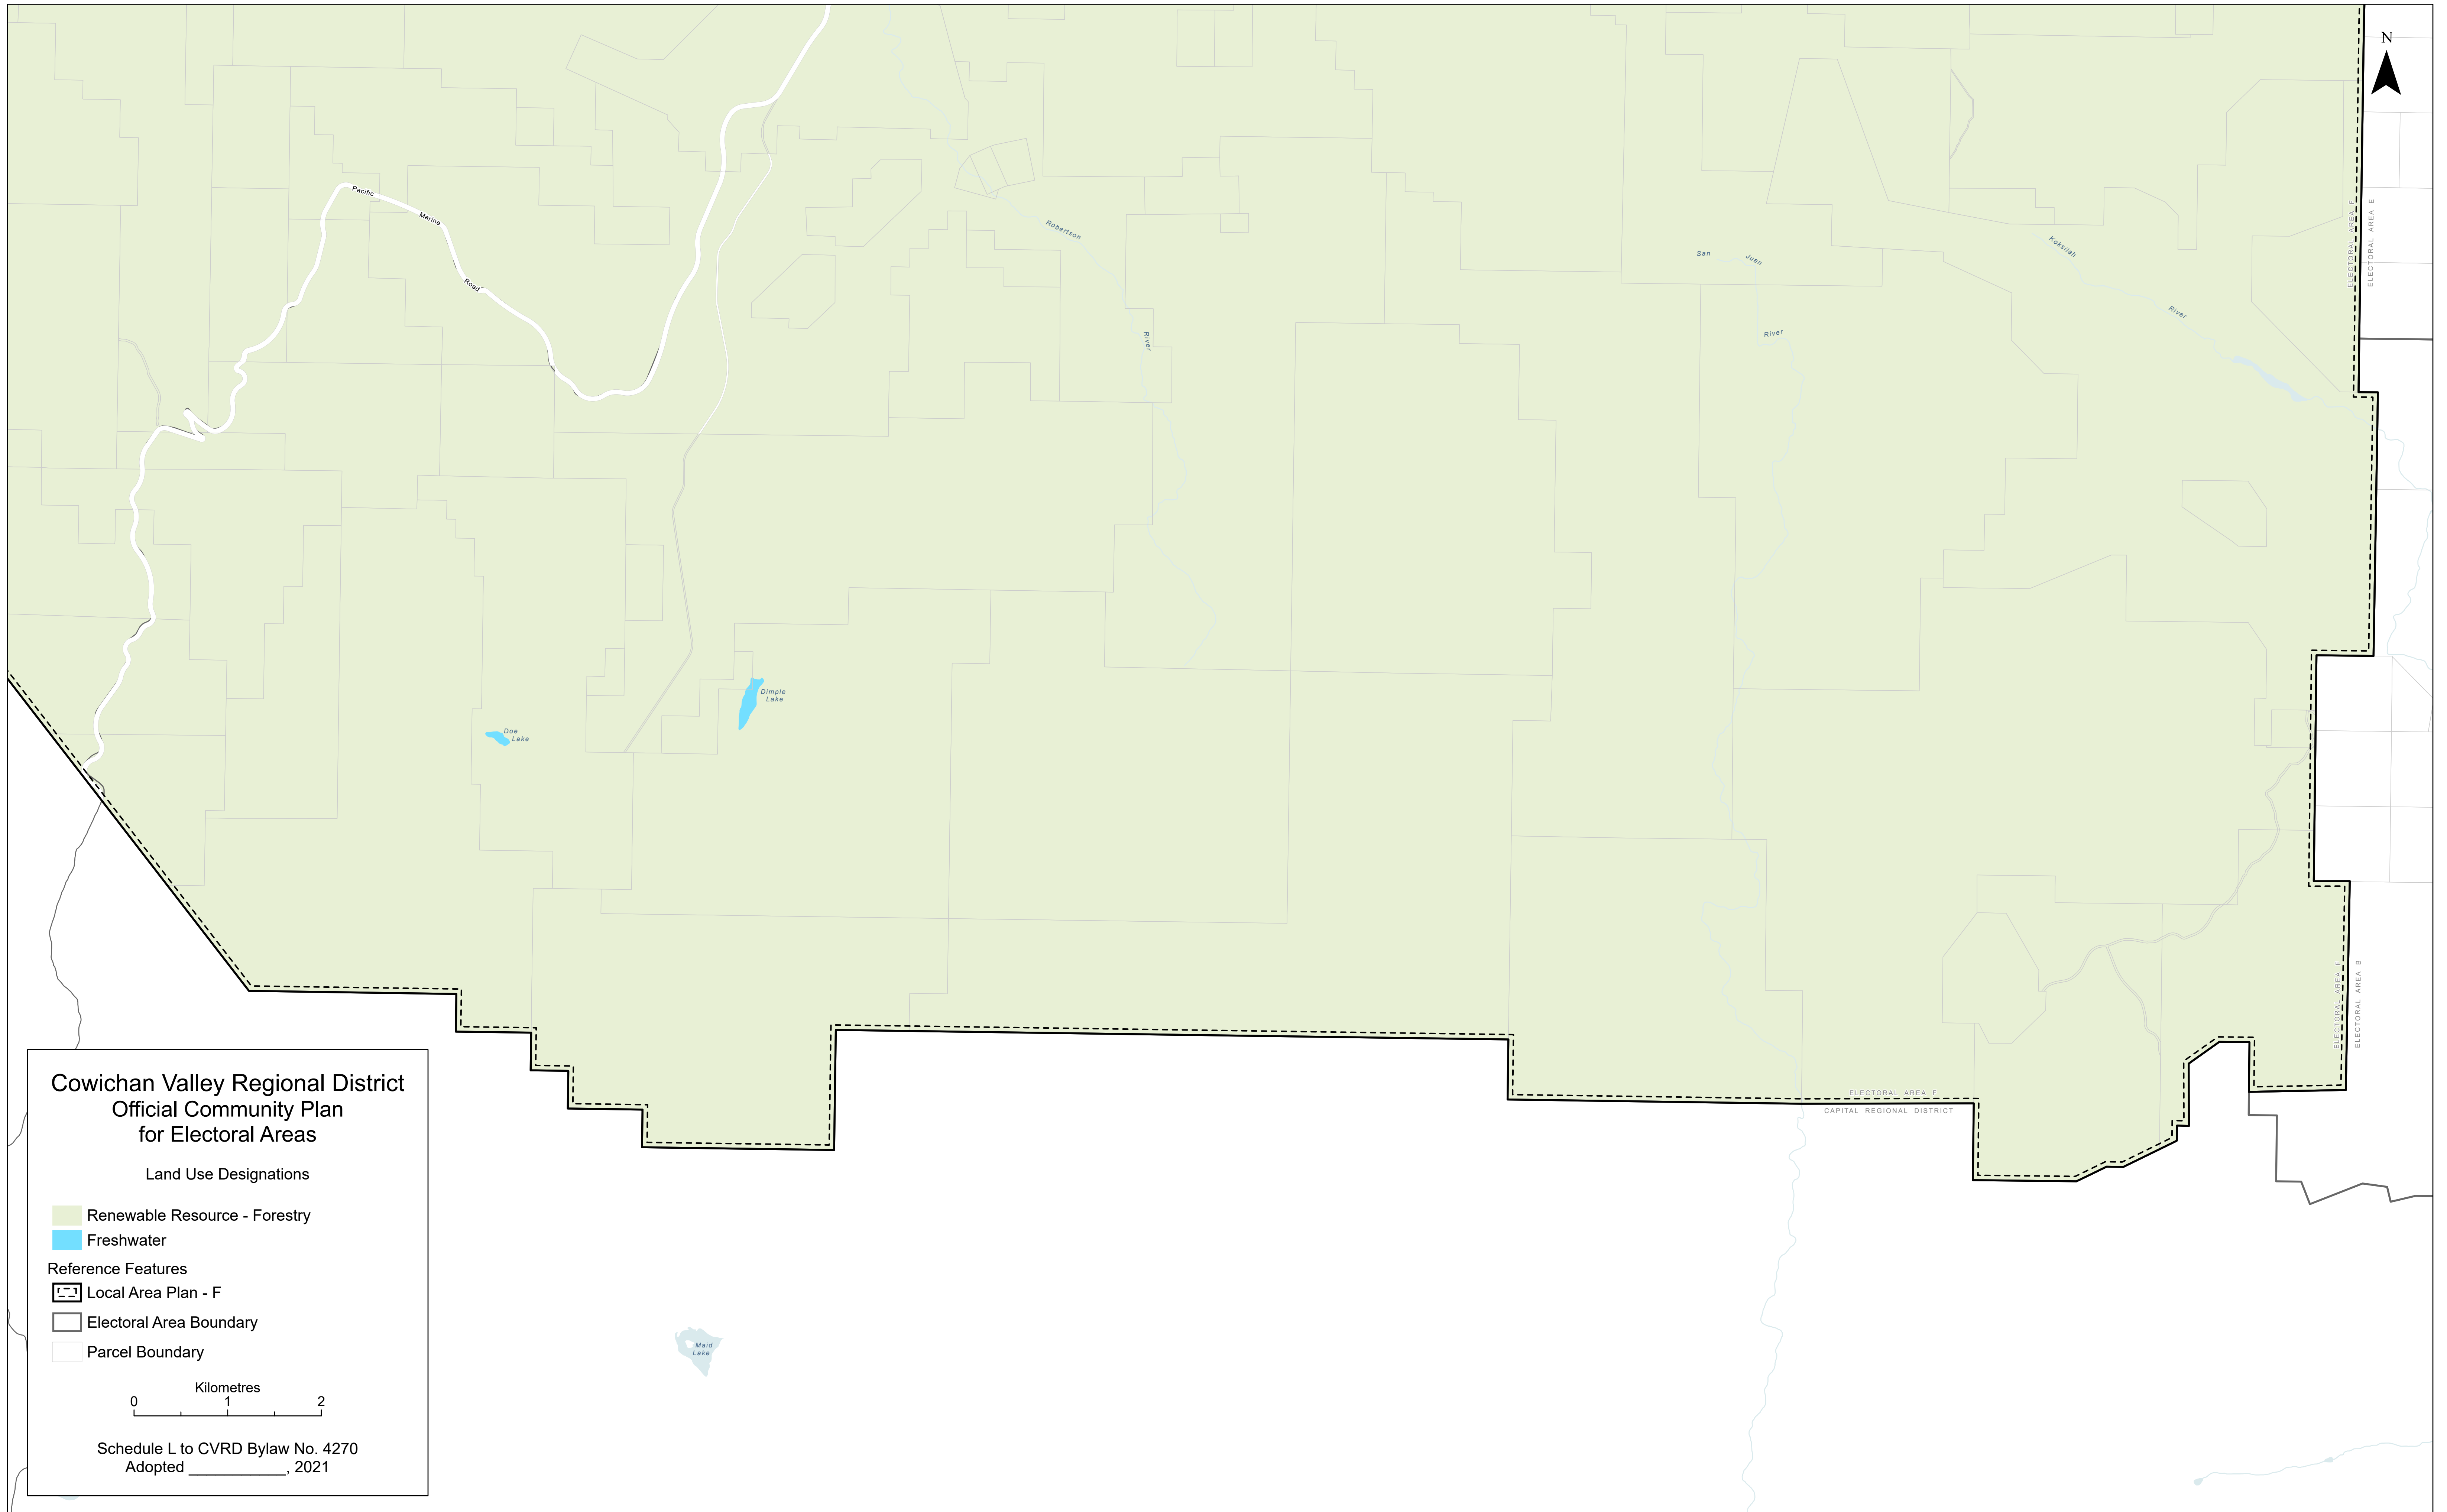 N
Pacific
Marine
Road
Robertson
River
San
Juan
River
Koksilah
River
ELECTORAL AREA F
ELECTORAL AREA E
Dimple
Lake
Doe
Lake
ELECTORAL AREA F
ELECTORAL AREA B
ELECTORAL AREA F
CAPITAL REGIONAL DISTRICT
Maid
Lake
Cowichan Valley Regional District
Official Community Plan
for Electoral Areas
Land Use Designations
Renewable Resource - Forestry
Freshwater
Reference Features
Local Area Plan - F
Electoral Area Boundary
Parcel Boundary
Kilometres
0 1 2
Schedule L to CVRD Bylaw No. 4270
Adopted ____________, 2021